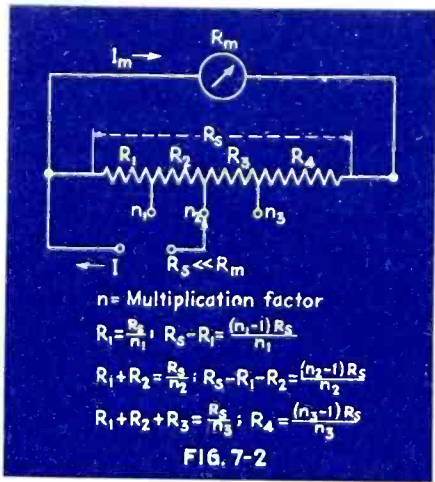 Iₘ → Rₘ
Rₛ
R₁ R₂ R₃ R₄
n₁ n₂ n₃
← I Rₛ<<Rₘ
n= Multiplication factor
R₁=Rₛ/n₁; Rₛ-R₁=(n₁-1)Rₛ/n₁
R₁+R₂=Rₛ/n₂; Rₛ-R₁-R₂=(n₂-1)Rₛ/n₂
R₁+R₂+R₃=Rₛ/n₃; R₄=(n₃-1)Rₛ/n₃
FIG. 7-2